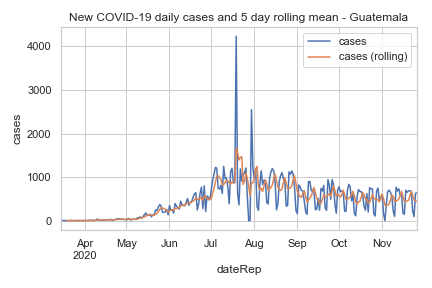 New COVID-19 daily cases and 5 day rolling mean - Guatemala
cases
cases (rolling)
4000
3000
2000
1000
0
cases
Apr May Jun Jul Aug Sep Oct Nov
2020
dateRep